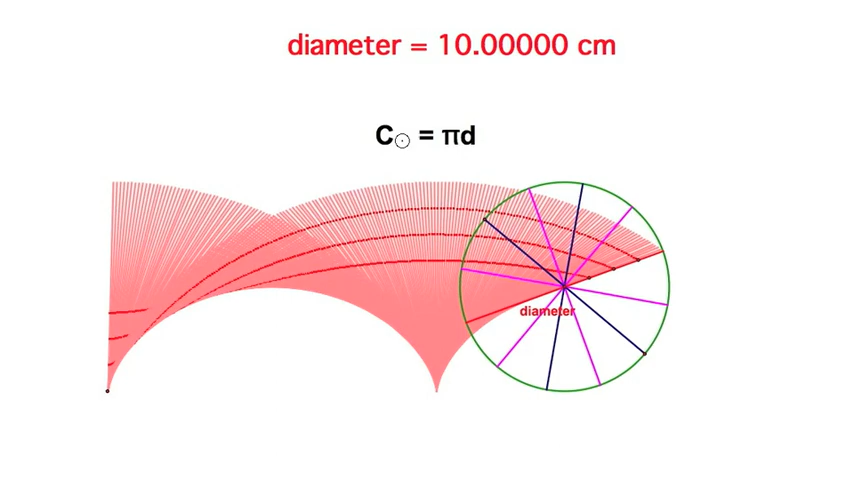 diameter = 10.00000 cm
C⊙ = πd
diameter